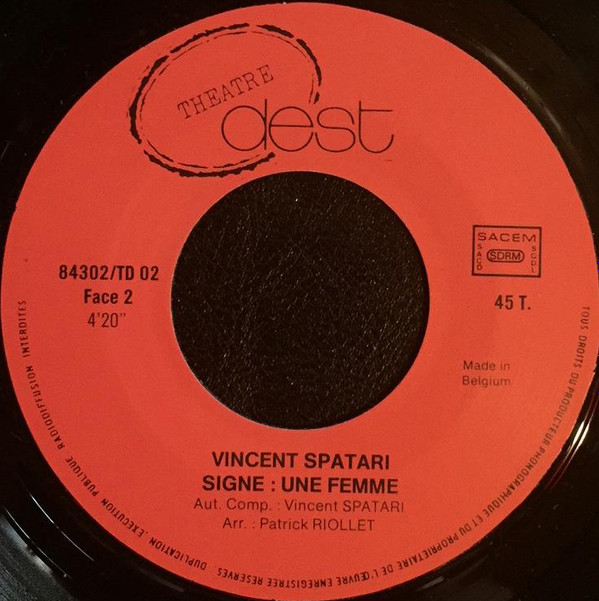 THEATRE
dest
84302/TD 02
Face 2
4'20"
SACEM
SACD
SDRM
SGDL
45 T.
Made in
Belgium
VINCENT SPATARI
SIGNE : UNE FEMME
Aut. Comp. : Vincent SPATARI
Arr. : Patrick RIOLLET
TOUS DROITS DU PRODUCTEUR PHONOGRAPHIQUE ET DU PROPRIETAIRE DE L'ŒUVRE ENREGISTREE RESERVES . DUPLICATION . EXECUTION PUBLIQUE RADIODIFFUSION INTERDITES